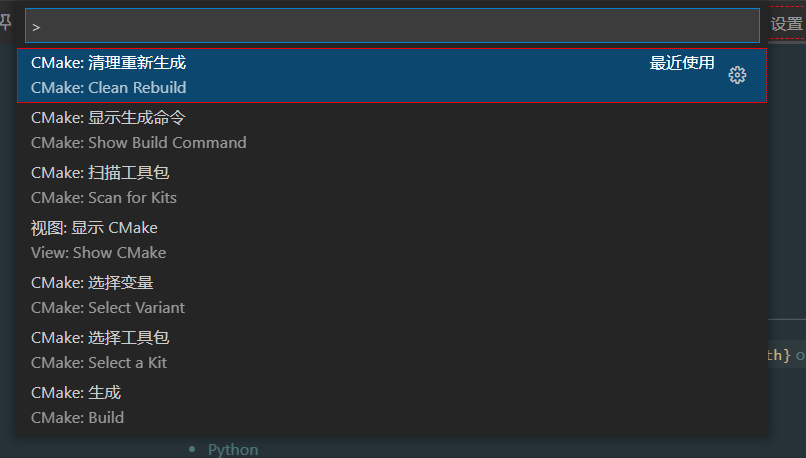 >
设置
CMake: 清理重新生成 最近使用
CMake: Clean Rebuild
CMake: 显示生成命令
CMake: Show Build Command
CMake: 扫描工具包
CMake: Scan for Kits
视图: 显示 CMake
View: Show CMake
CMake: 选择变量
CMake: Select Variant
CMake: 选择工具包
CMake: Select a Kit
th} o
CMake: 生成
CMake: Build
• Python